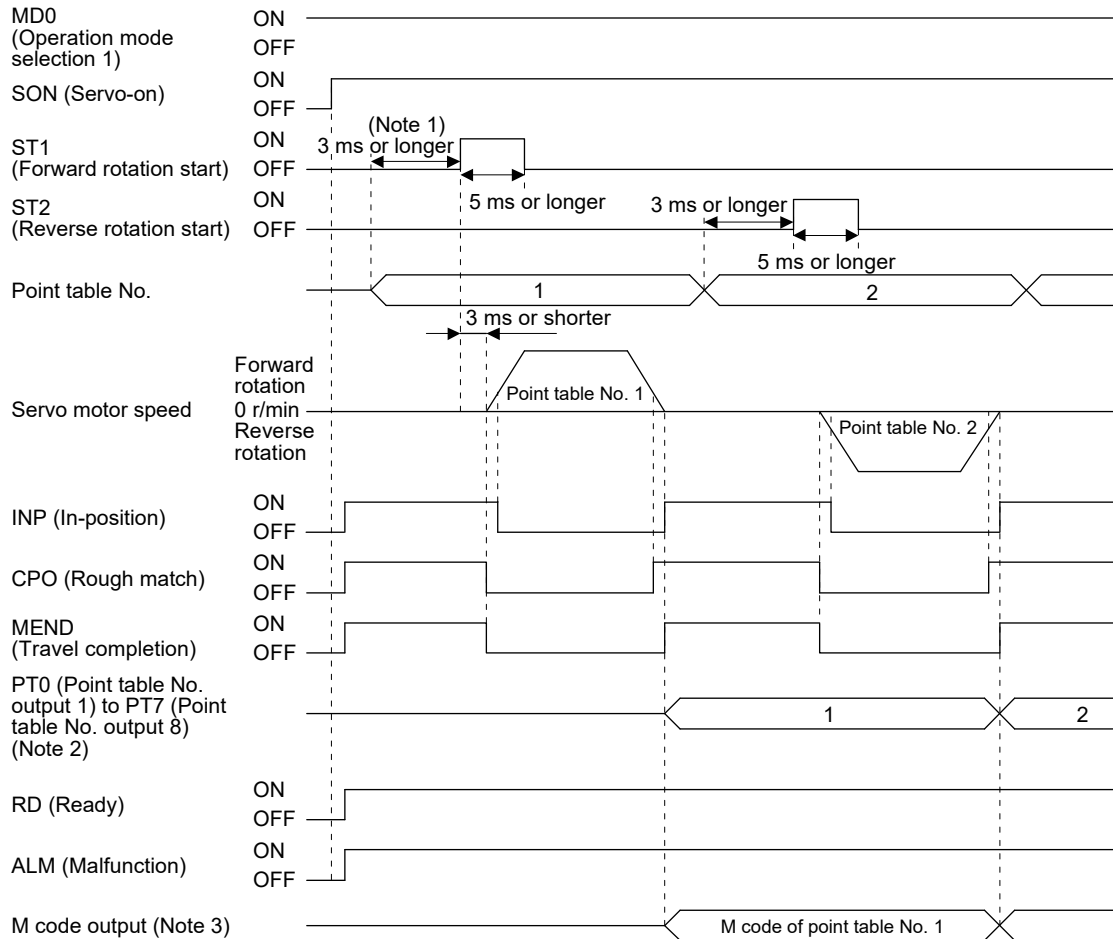 MD0
(Operation mode
selection 1)
ON
OFF
SON (Servo-on)
ON
OFF
ST1
(Forward rotation start)
ON
OFF
(Note 1)
3 ms or longer
5 ms or longer
ST2
(Reverse rotation start)
ON
OFF
3 ms or longer
5 ms or longer
Point table No.
1
2
3 ms or shorter
Servo motor speed
Forward
rotation
0 r/min
Reverse
rotation
Point table No. 1
Point table No. 2
INP (In-position)
ON
OFF
CPO (Rough match)
ON
OFF
MEND
(Travel completion)
ON
OFF
PT0 (Point table No.
output 1) to PT7 (Point
table No. output 8)
(Note 2)
1
2
RD (Ready)
ON
OFF
ALM (Malfunction)
ON
OFF
M code output (Note 3)
M code of point table No. 1